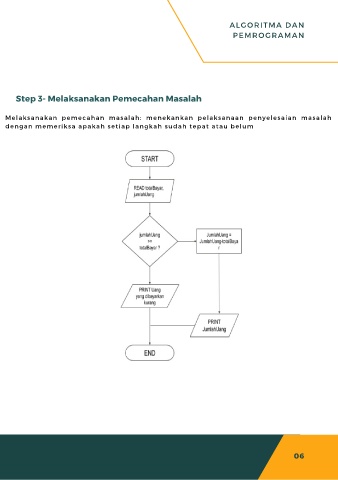 ALGORITMA DAN
PEMROGRAMAN
Step 3- Melaksanakan Pemecahan Masalah
Melaksanakan pemecahan masalah: menekankan pelaksanaan penyelesaian masalah
dengan memeriksa apakah setiap langkah sudah tepat atau belum
START
READ totalBayar,
jumlahUang
jumlahUang
>=
totalBayar ?
JumlahUang =
JumlahUang-totalBaya
r
PRINT Uang
yang dibayarkan
kurang
PRINT
JumlahUang
END
06